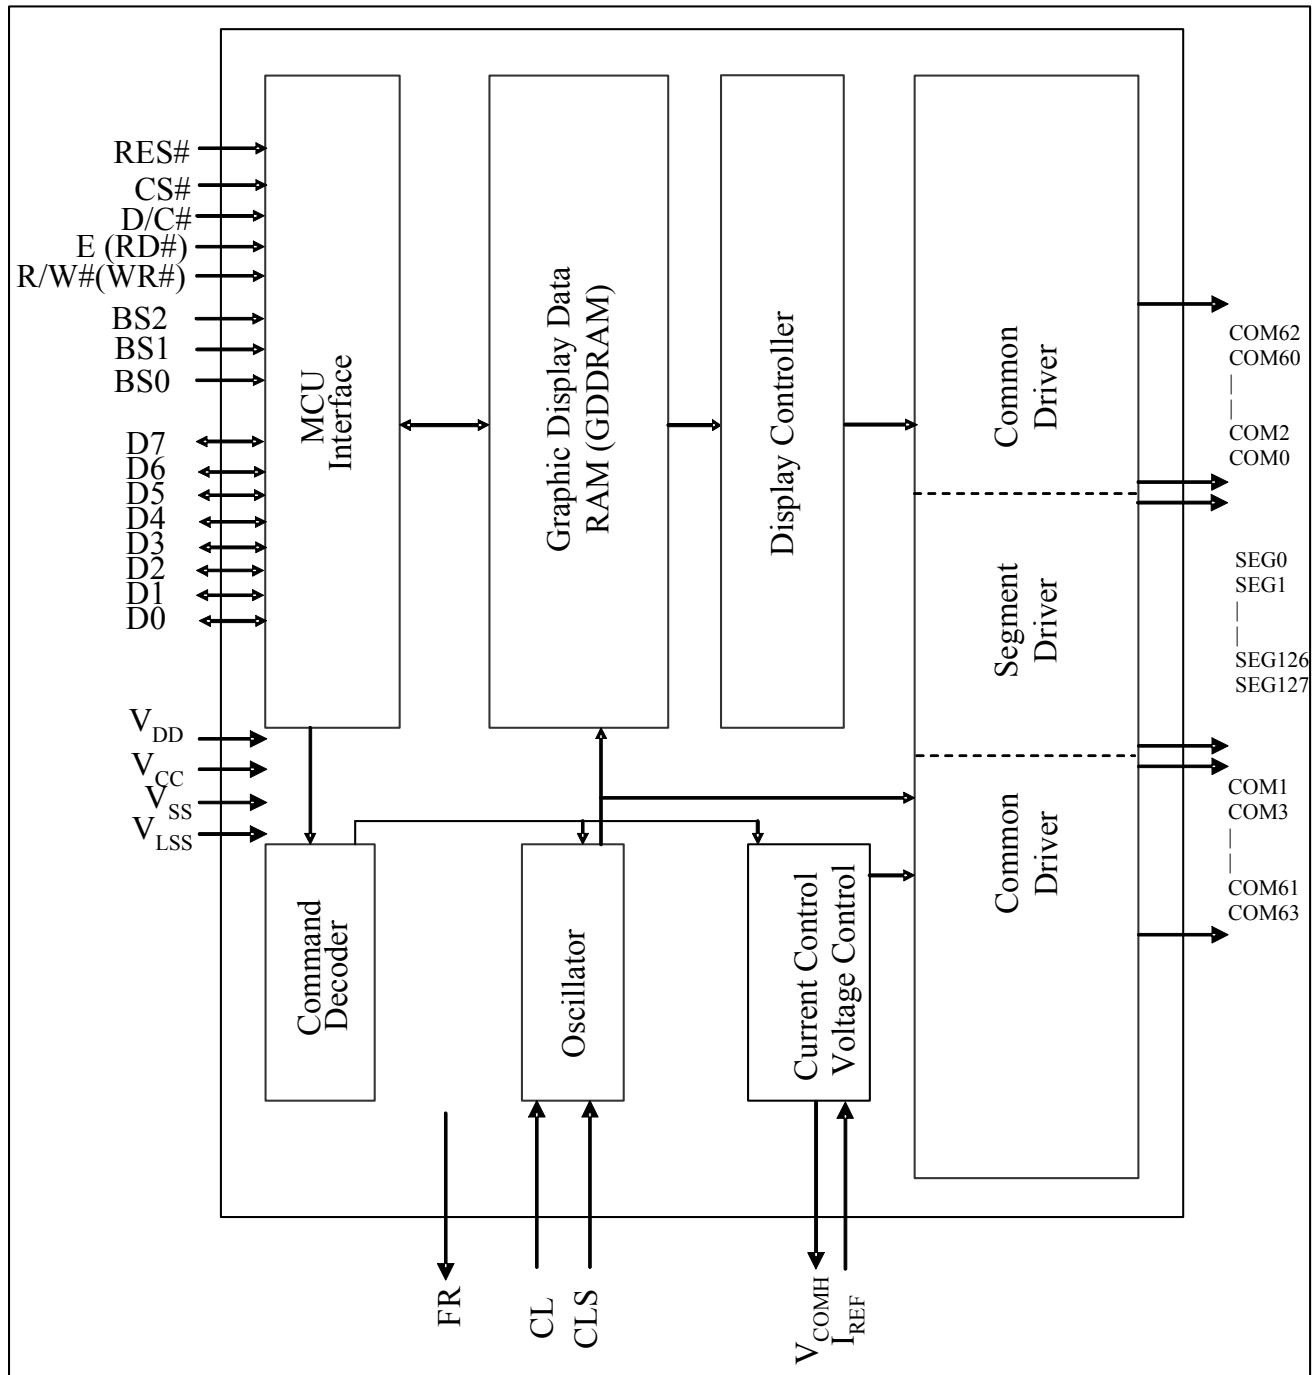 RES#
CS#
D/C#
E (RD#)
R/W#(WR#)
BS2
BS1
BS0
D7
D6
D5
D4
D3
D2
D1
D0
VDD
VCC
VSS
VLSS
MCU
Interface
Graphic Display Data
RAM (GDDRAM)
Display Controller
Common
Driver
Segment
Driver
Common
Driver
COM62
COM60
|
|
COM2
COM0
SEG0
SEG1
|
|
SEG126
SEG127
COM1
COM3
|
|
COM61
COM63
Command
Decoder
Oscillator
Current Control
Voltage Control
FR
CL
CLS
VCOMH
IREF